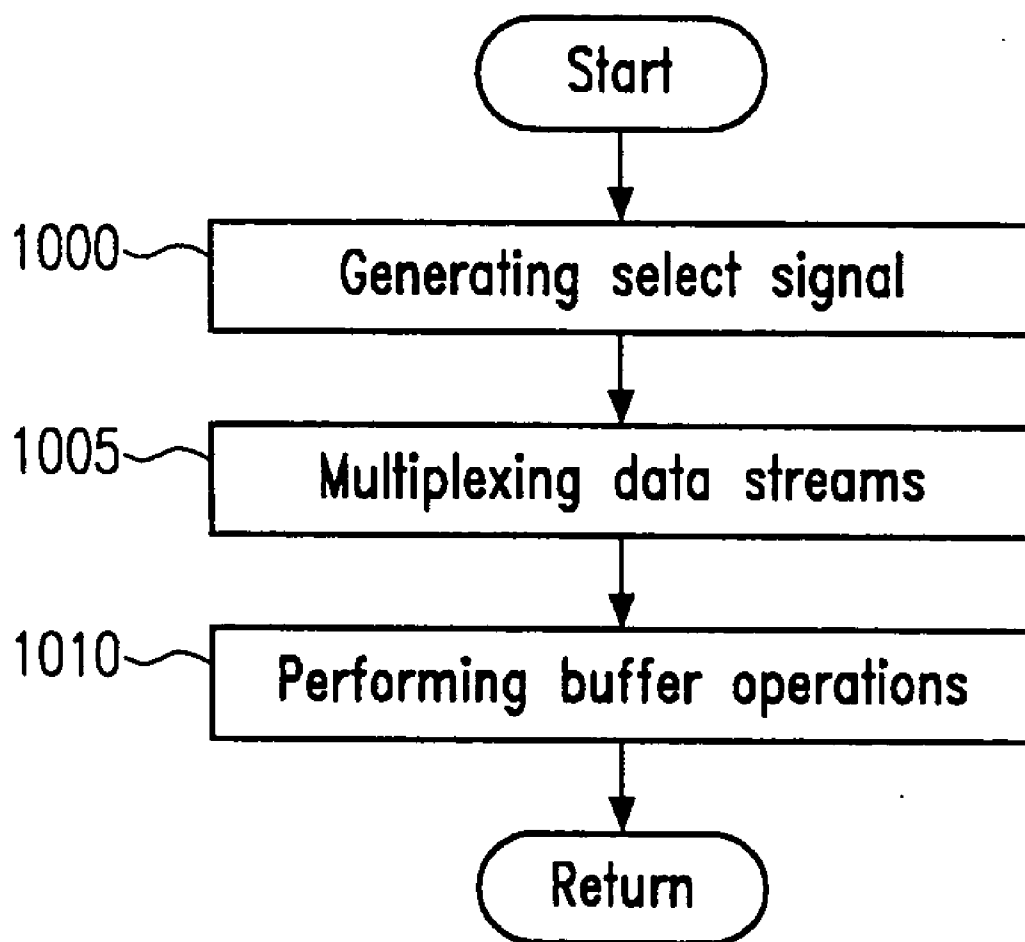 Start
1000
Generating select signal
1005
Multiplexing data streams
1010
Performing buffer operations
Return